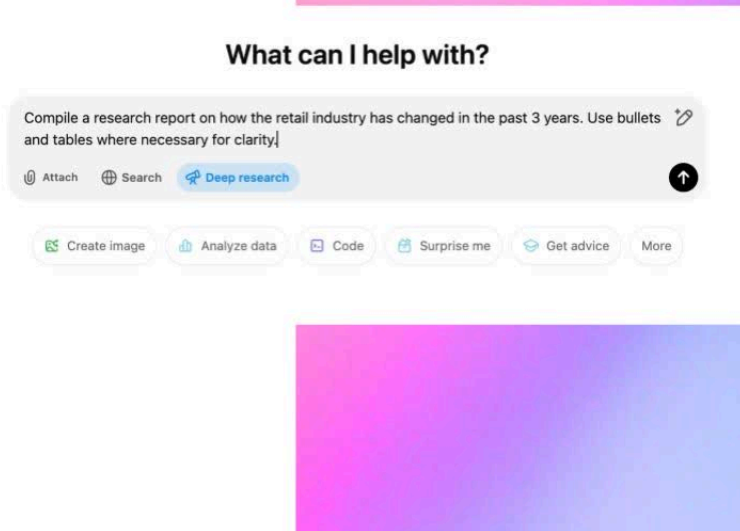 What can I help with?
Compile a research report on how the retail industry has changed in the past 3 years. Use bullets
and tables where necessary for clarity.
Attach Search Deep research
Create image Analyze data Code Surprise me Get advice More